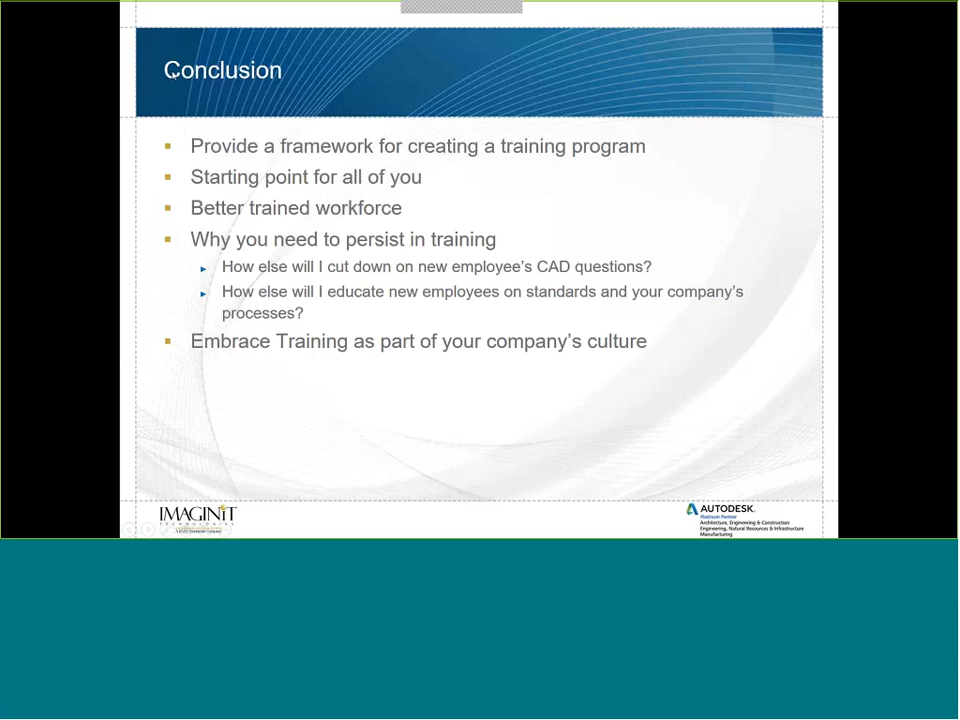 Conclusion
Provide a framework for creating a training program
Starting point for all of you
Better trained workforce
Why you need to persist in training
How else will I cut down on new employee's CAD questions?
How else will I educate new employees on standards and your company's
processes?
Embrace Training as part of your company's culture
IMAGINiT
TECHNOLOGIES
AUTODESK.
Platinum Partner
Architecture, Engineering & Construction
Engineering, Natural Resources & Infrastructure
Manufacturing